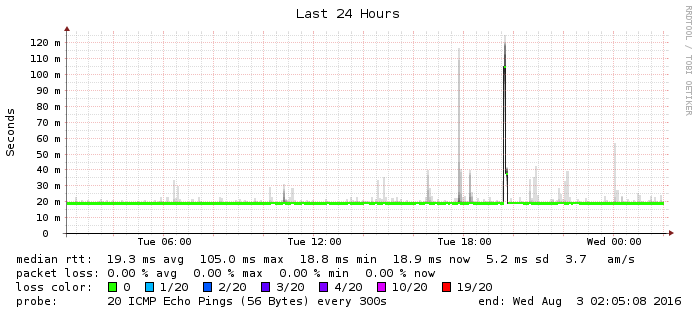 Last 24 Hours
RRDTOOL / TOBI OETIKER
Seconds
120 m
110 m
100 m
90 m
80 m
70 m
60 m
50 m
40 m
30 m
20 m
10 m
0
Tue 06:00 Tue 12:00 Tue 18:00 Wed 00:00
median rtt: 19.3 ms avg 105.0 ms max 18.8 ms min 18.9 ms now 5.2 ms sd 3.7 am/s
packet loss: 0.00 % avg 0.00 % max 0.00 % min 0.00 % now
loss color: 0 1/20 2/20 3/20 4/20 10/20 19/20
probe: 20 ICMP Echo Pings (56 Bytes) every 300s end: Wed Aug 3 02:05:08 2016